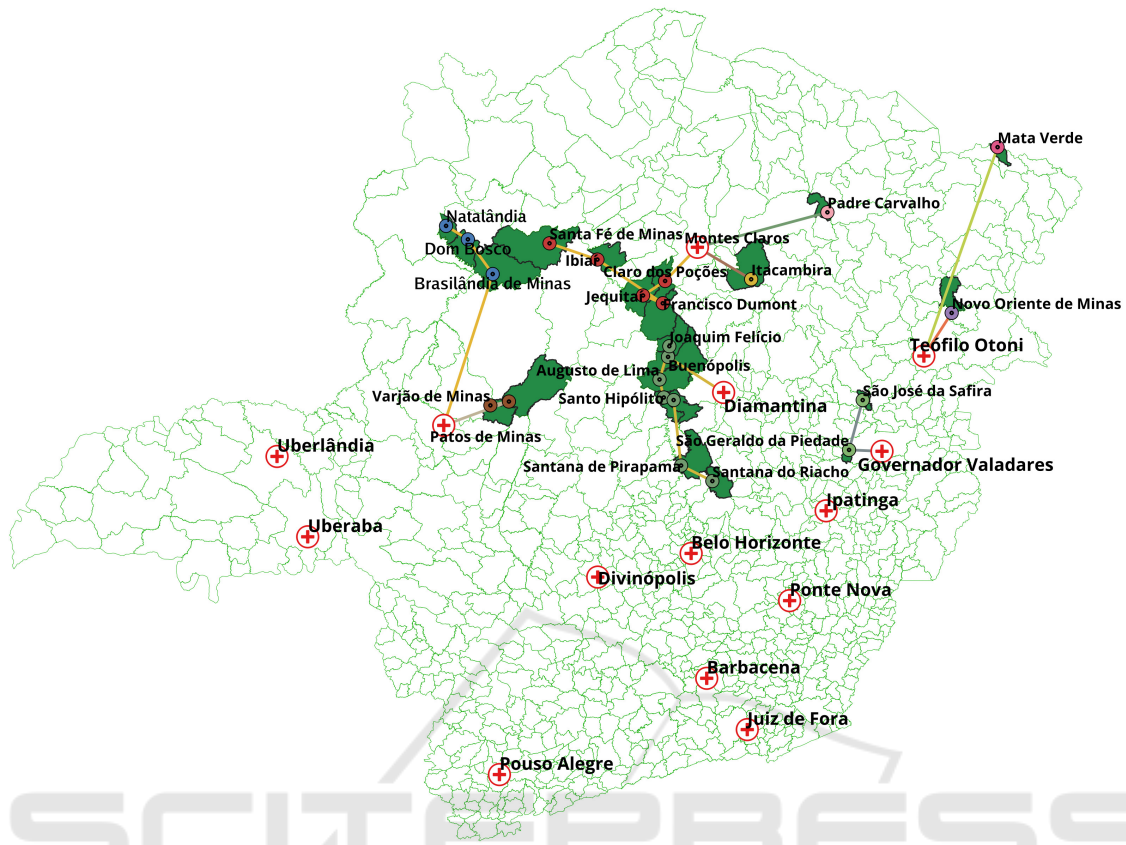 Mata Verde
Padre Carvalho
Natalândia
Santa Fé de Minas
Montes Claros
Dom Bosco
Ibiaí
Claro dos Poções
Itacambira
Brasilândia de Minas
Jequitaí
Francisco Dumont
Novo Oriente de Minas
Joaquim Felício
Teófilo Otoni
Buenópolis
Augusto de Lima
São José da Safira
Varjão de Minas
Santo Hipólito
Diamantina
Patos de Minas
São Geraldo da Piedade
Uberlândia
Santana de Pirapama
Santana do Riacho
Governador Valadares
Ipatinga
Uberaba
Belo Horizonte
Divinópolis
Ponte Nova
Barbacena
Juiz de Fora
Pouso Alegre
SCITEPRESS